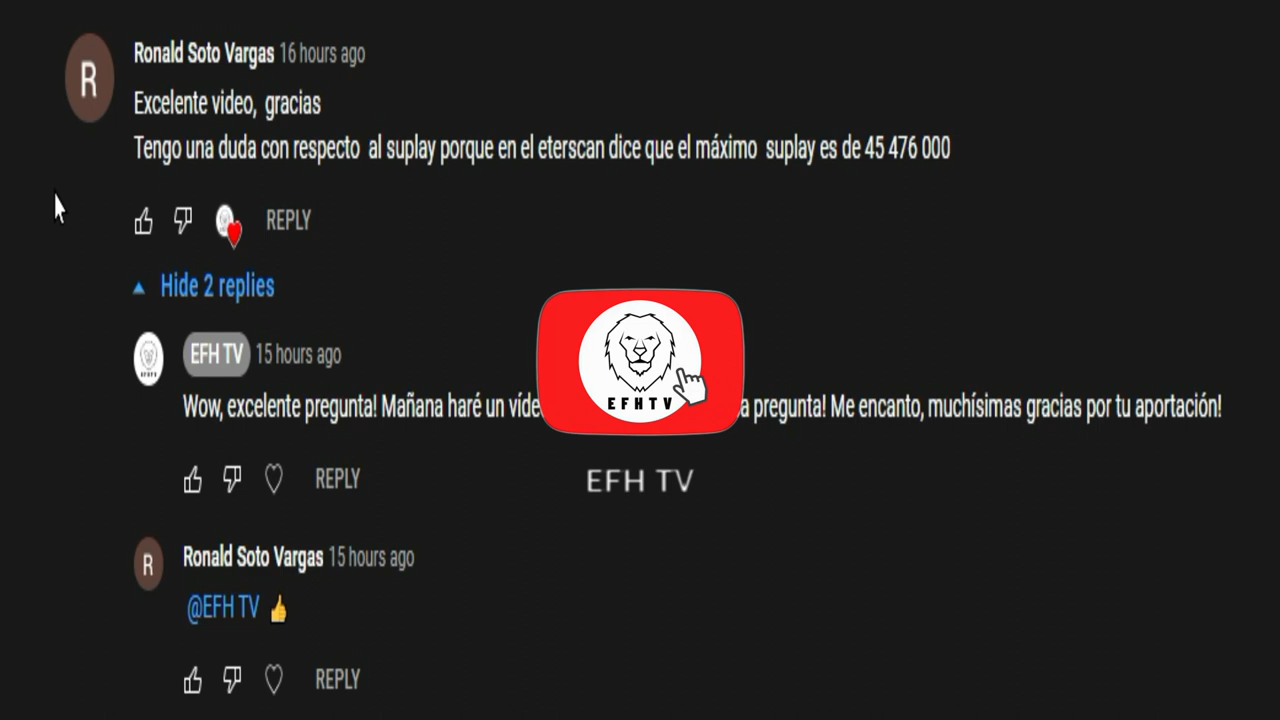 R
Ronald Soto Vargas 16 hours ago
Excelente video, gracias
Tengo una duda con respecto al suplay porque en el eterscan dice que el máximo suplay es de 45 476 000
REPLY
Hide 2 replies
EFH TV 15 hours ago
Wow, excelente pregunta! Mañana haré un víde a pregunta! Me encanto, muchísimas gracias por tu aportación!
EFHTV
EFH TV
REPLY
R
Ronald Soto Vargas 15 hours ago
@EFH TV 👍
REPLY